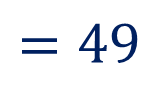 = 49